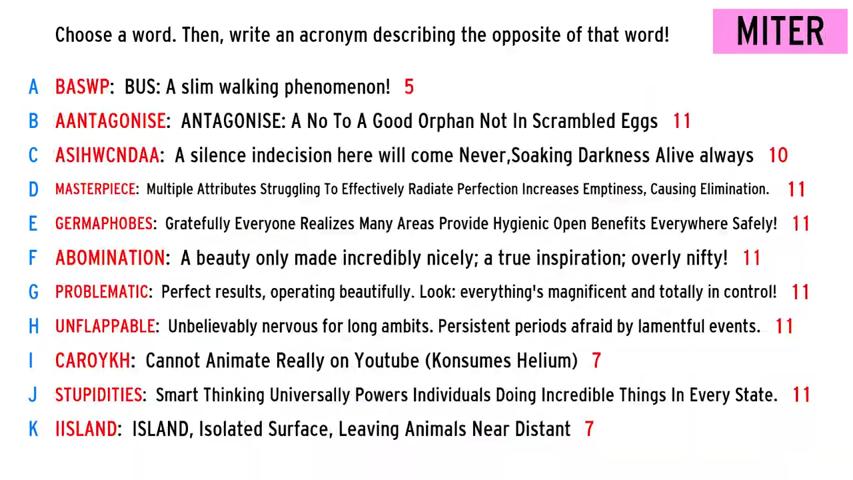 Choose a word. Then, write an acronym describing the opposite of that word!
MITER
A BASWP: BUS: A slim walking phenomenon! 5
B AANTAGONISE: ANTAGONISE: A No To A Good Orphan Not In Scrambled Eggs 11
C ASIHWCNDAA: A silence indecision here will come Never,Soaking Darkness Alive always 10
D MASTERPIECE: Multiple Attributes Struggling To Effectively Radiate Perfection Increases Emptiness, Causing Elimination. 11
E GERMAPHOBES: Gratefully Everyone Realizes Many Areas Provide Hygienic Open Benefits Everywhere Safely! 11
F ABOMINATION: A beauty only made incredibly nicely; a true inspiration; overly nifty! 11
G PROBLEMATIC: Perfect results, operating beautifully. Look: everything's magnificent and totally in control! 11
H UNFLAPPABLE: Unbelievably nervous for long ambits. Persistent periods afraid by lamentful events. 11
I CAROYKH: Cannot Animate Really on Youtube (Konsumes Helium) 7
J STUPIDITIES: Smart Thinking Universally Powers Individuals Doing Incredible Things In Every State. 11
K IISLAND: ISLAND, Isolated Surface, Leaving Animals Near Distant 7